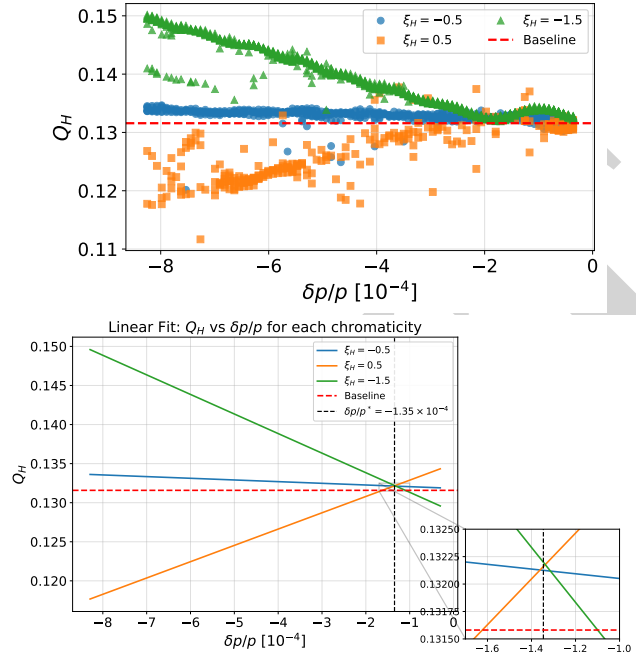 0.15
0.14
0.13
0.12
0.11
Q_H
ξ_H = −0.5
ξ_H = 0.5
ξ_H = −1.5
Baseline
−8 −6 −4 −2 0
δp/p [10⁻⁴]
Linear Fit: Q_H vs δp/p for each chromaticity
0.150
0.145
0.140
0.135
0.130
0.125
0.120
Q_H
ξ_H = −0.5
ξ_H = 0.5
ξ_H = −1.5
Baseline
δp/p* = −1.35 × 10⁻⁴
−8 −7 −6 −5 −4 −3 −2 −1 0
δp/p [10⁻⁴]
0.13250
0.13225
0.13200
0.13175
0.13150
−1.6 −1.4 −1.2 −1.0